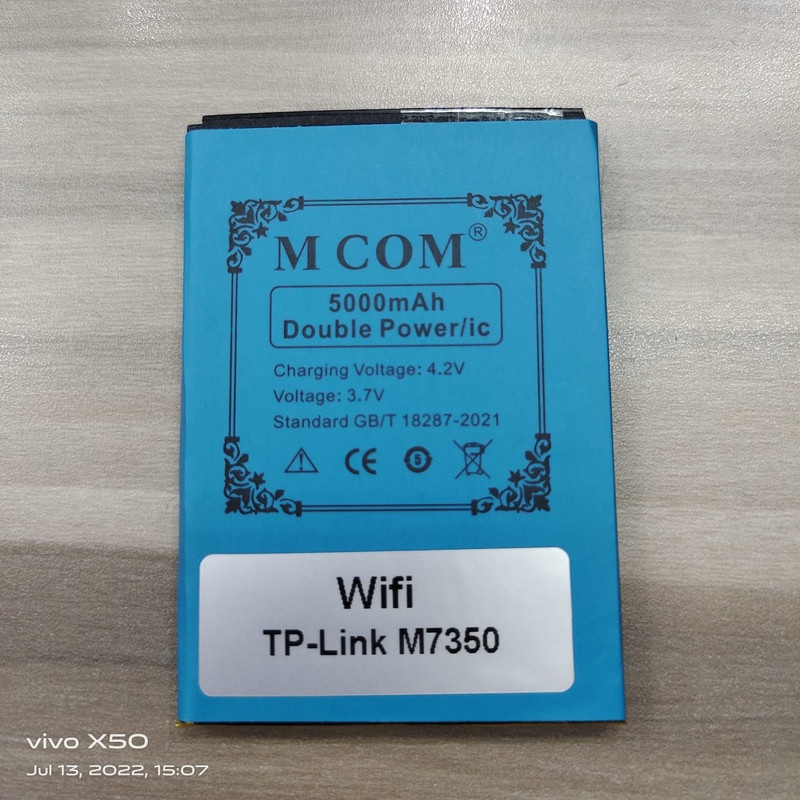 M COM®
5000mAh
Double Power/ic
Charging Voltage: 4.2V
Voltage: 3.7V
Standard GB/T 18287-2021
CE
5
Wifi
TP-Link M7350
vivo X50
Jul 13, 2022, 15:07